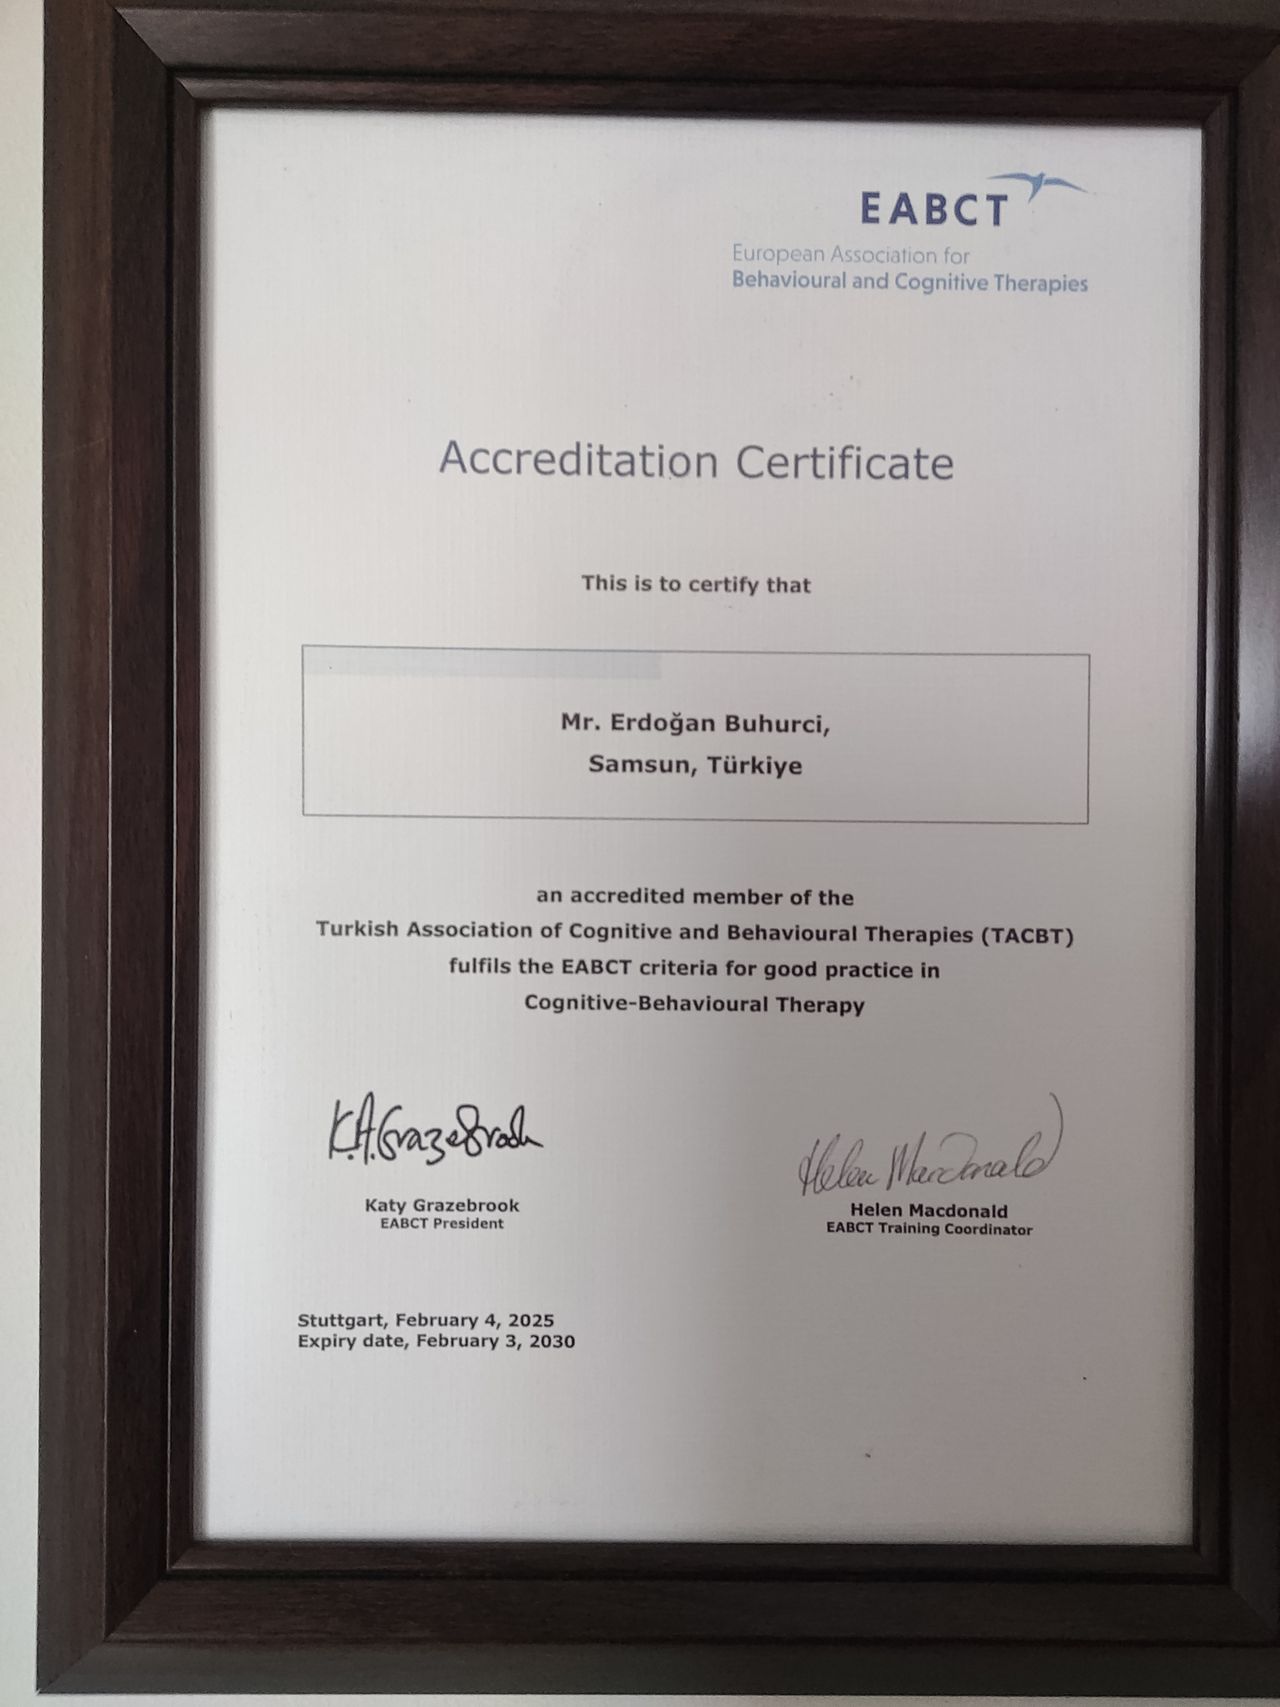 EABCT
European Association for
Behavioural and Cognitive Therapies
Accreditation Certificate
This is to certify that
Mr. Erdoğan Buhurci,
Samsun, Türkiye
an accredited member of the
Turkish Association of Cognitive and Behavioural Therapies (TACBT)
fulfils the EABCT criteria for good practice in
Cognitive-Behavioural Therapy
K.A.Grazebrook
Katy Grazebrook
EABCT President
Helen Macdonald
Helen Macdonald
EABCT Training Coordinator
Stuttgart, February 4, 2025
Expiry date, February 3, 2030